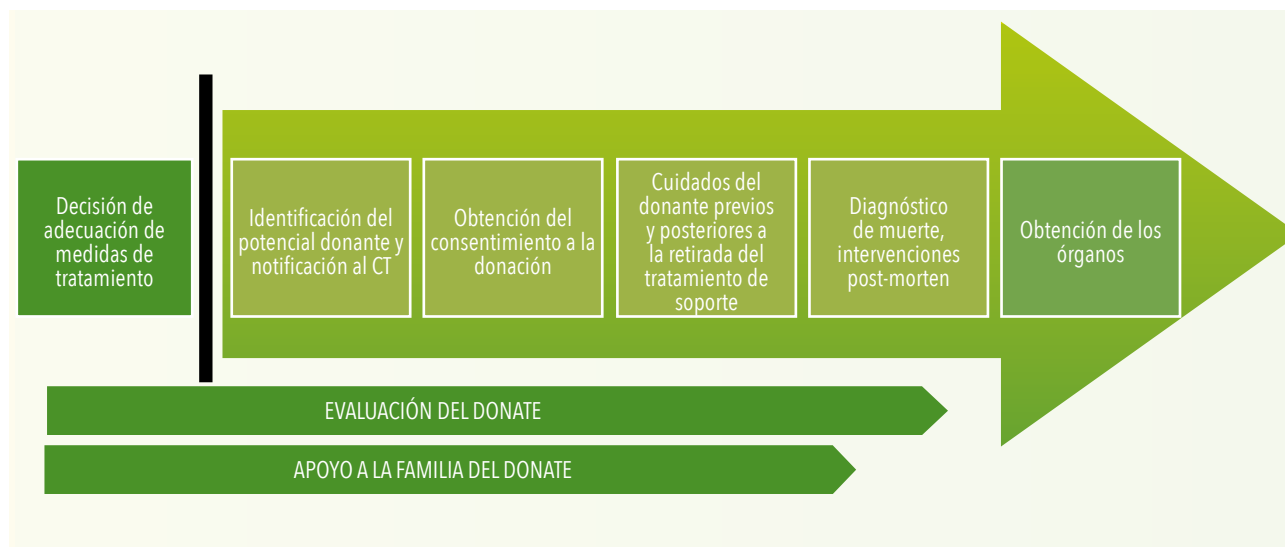 Decisión de
adecuación de
medidas de
tratamiento
Identificación del
potencial donante y
notificación al CT
Obtención del
consentimiento a la
donación
Cuidados del
donante previos
y posteriores a
la retirada del
tratamiento de
soporte
Diagnóstico
de muerte,
intervenciones
post-morten
Obtención de los
órganos
EVALUACIÓN DEL DONATE
APOYO A LA FAMILIA DEL DONATE